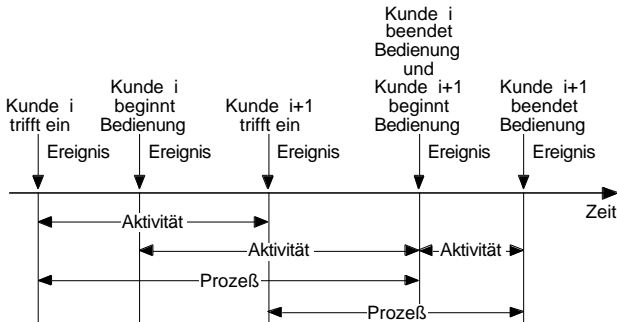 Kunde i
trifft ein
Kunde i
beginnt
Bedienung
Kunde i+1
trifft ein
Kunde i
beendet
Bedienung
und
Kunde i+1
beginnt
Bedienung
Kunde i+1
beendet
Bedienung
Ereignis
Ereignis
Ereignis
Ereignis
Ereignis
Zeit
Aktivität
Aktivität
Aktivität
Prozeß
Prozeß